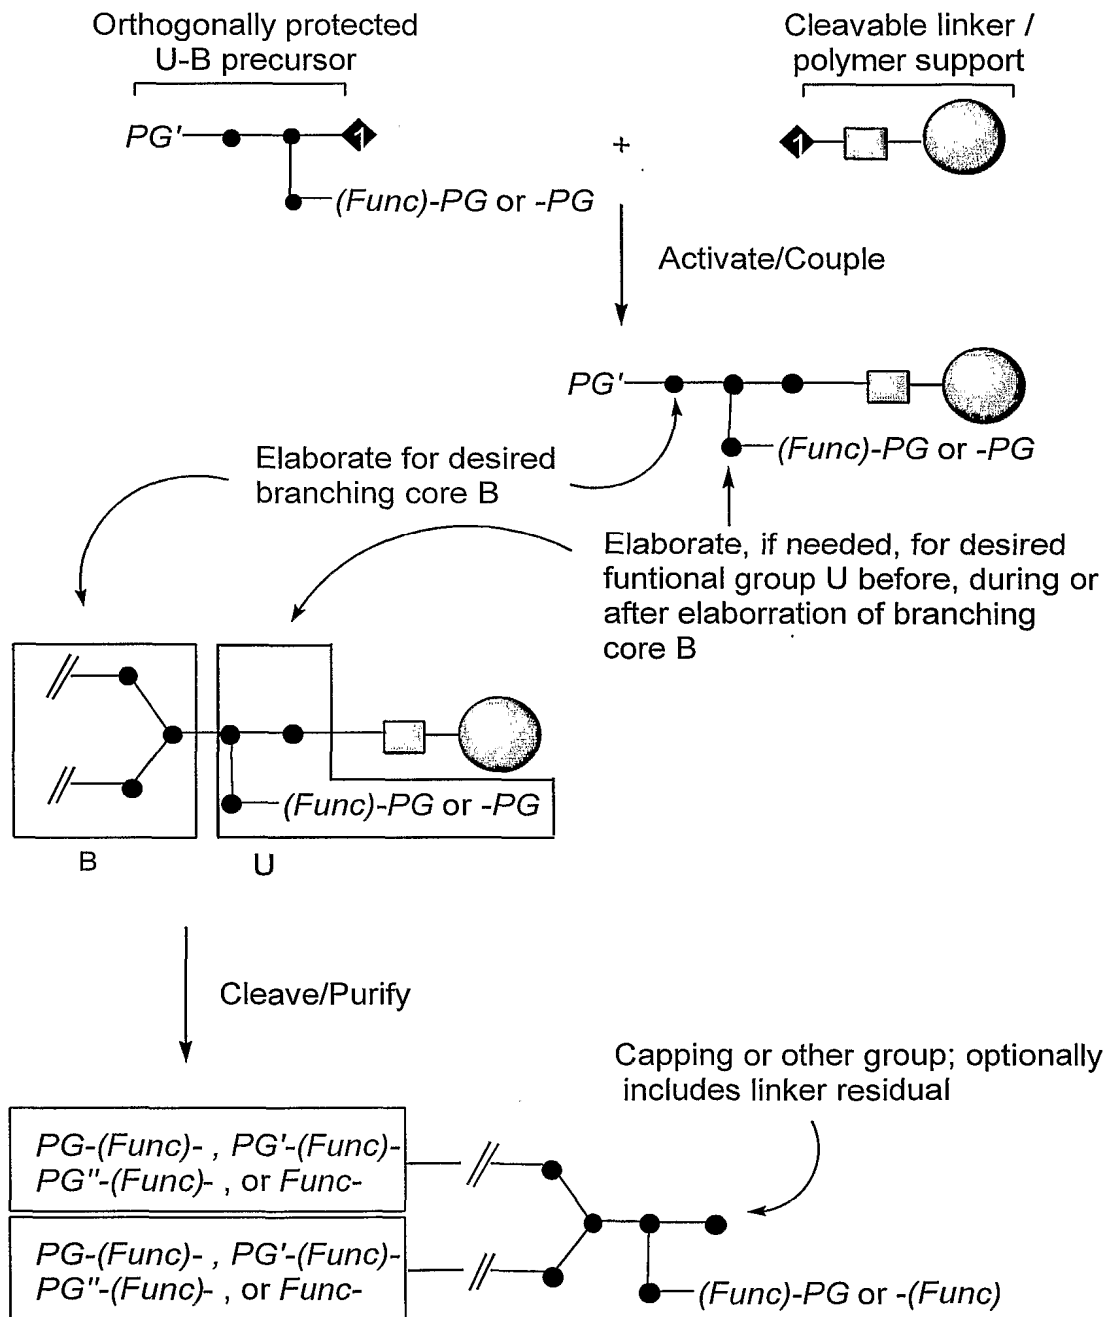 Orthogonally protected
U-B precursor
Cleavable linker /
polymer support
PG'
1
+
1
(Func)-PG or -PG
Activate/Couple
PG'
(Func)-PG or -PG
Elaborate for desired
branching core B
Elaborate, if needed, for desired
funtional group U before, during or
after elaborration of branching
core B
(Func)-PG or -PG
B
U
Cleave/Purify
Capping or other group; optionally
includes linker residual
PG-(Func)- , PG'-(Func)-
PG"-(Func)- , or Func-
PG-(Func)- , PG'-(Func)-
PG"-(Func)- , or Func-
(Func)-PG or -(Func)